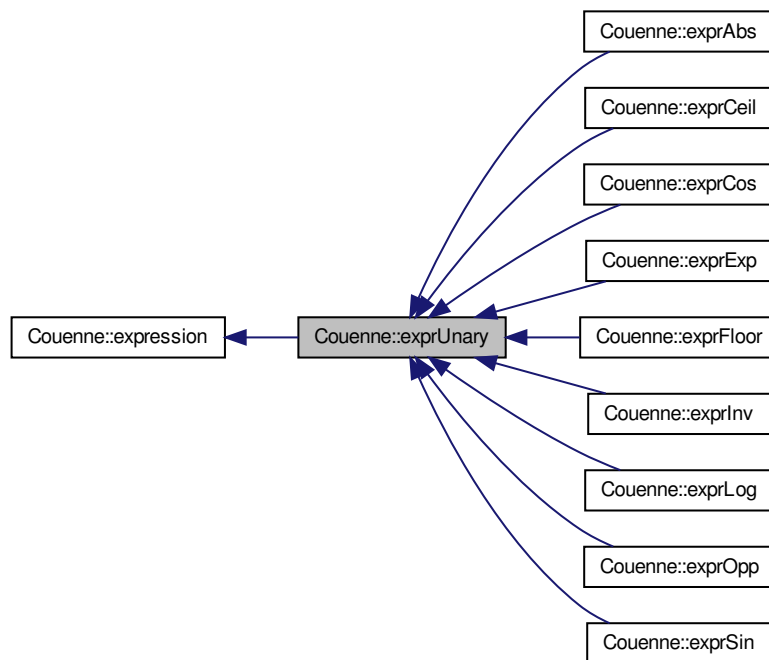 Couenne::exprAbs
Couenne::exprCeil
Couenne::exprCos
Couenne::exprExp
Couenne::expression
Couenne::exprUnary
Couenne::exprFloor
Couenne::exprInv
Couenne::exprLog
Couenne::exprOpp
Couenne::exprSin